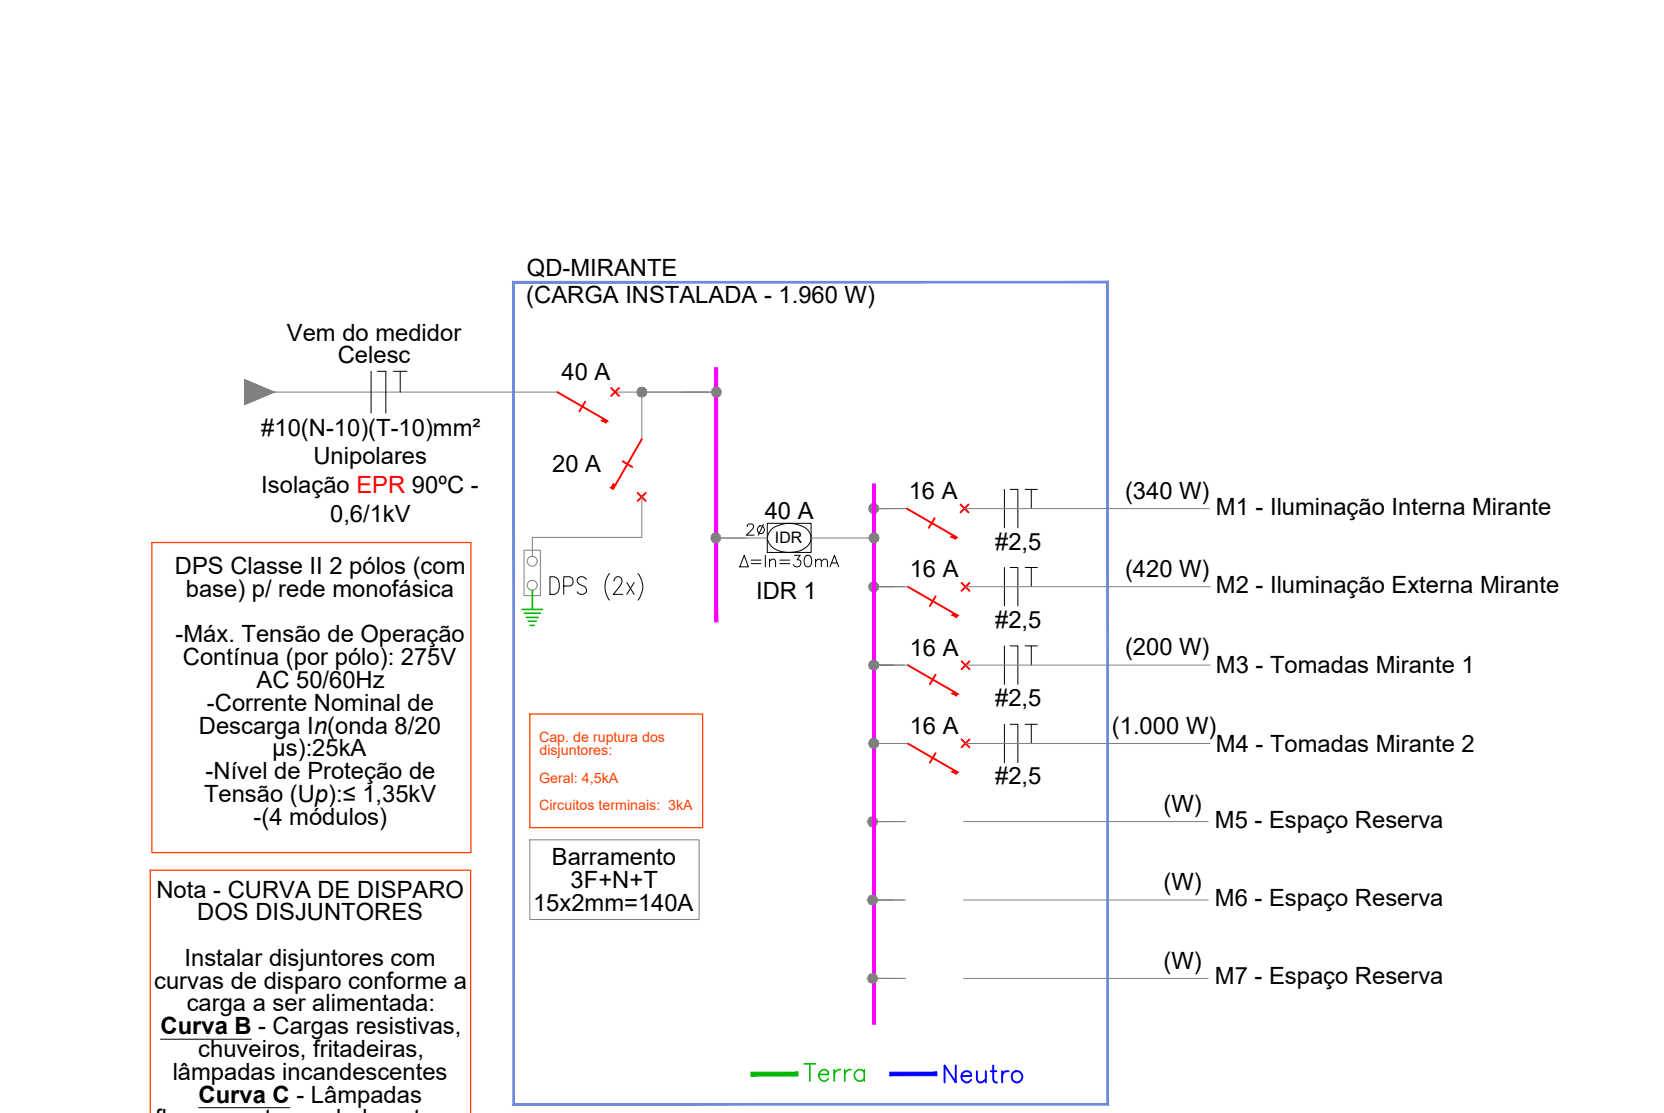 QD-MIRANTE
(CARGA INSTALADA - 1.960 W)
Vem do medidor
Celesc
#10(N-10)(T-10)mm²
Unipolares
Isolação EPR 90ºC -
0,6/1kV
40 A
20 A
DPS (2x)
40 A
2ø
IDR
Δ=In=30mA
IDR 1
16 A
#2,5
(340 W)
M1 - Iluminação Interna Mirante
16 A
#2,5
(420 W)
M2 - Iluminação Externa Mirante
16 A
#2,5
(200 W)
M3 - Tomadas Mirante 1
16 A
#2,5
(1.000 W)
M4 - Tomadas Mirante 2
(W)
M5 - Espaço Reserva
(W)
M6 - Espaço Reserva
(W)
M7 - Espaço Reserva
DPS Classe II 2 pólos (com
base) p/ rede monofásica
-Máx. Tensão de Operação
Contínua (por pólo): 275V
AC 50/60Hz
-Corrente Nominal de
Descarga In(onda 8/20
µs):25kA
-Nível de Proteção de
Tensão (Up):≤ 1,35kV
-(4 módulos)
Cap. de ruptura dos
disjuntores:
Geral: 4,5kA
Circuitos terminais: 3kA
Barramento
3F+N+T
15x2mm=140A
Nota - CURVA DE DISPARO
DOS DISJUNTORES
Instalar disjuntores com
curvas de disparo conforme a
carga a ser alimentada:
Curva B - Cargas resistivas,
chuveiros, fritadeiras,
lâmpadas incandescentes
Curva C - Lâmpadas
Terra
Neutro